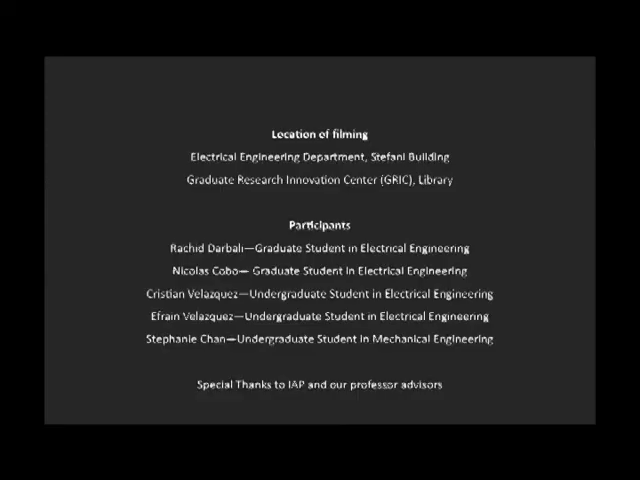 Location of filming
Electrical Engineering Department, Stefani Building
Graduate Research Innovation Center (GRIC), Library
Participants
Rachid Darbali—Graduate Student in Electrical Engineering
Nicolas Cobo— Graduate Student in Electrical Engineering
Cristian Velazquez—Undergraduate Student in Electrical Engineering
Efrain Velazquez—Undergraduate Student in Electrical Engineering
Stephanie Chan—Undergraduate Student in Mechanical Engineering
Special Thanks to IAP and our professor advisors